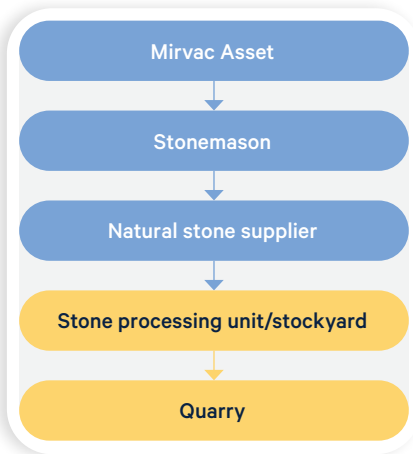 Mirvac Asset
Stonemason
Natural stone supplier
Stone processing unit/stockyard
Quarry